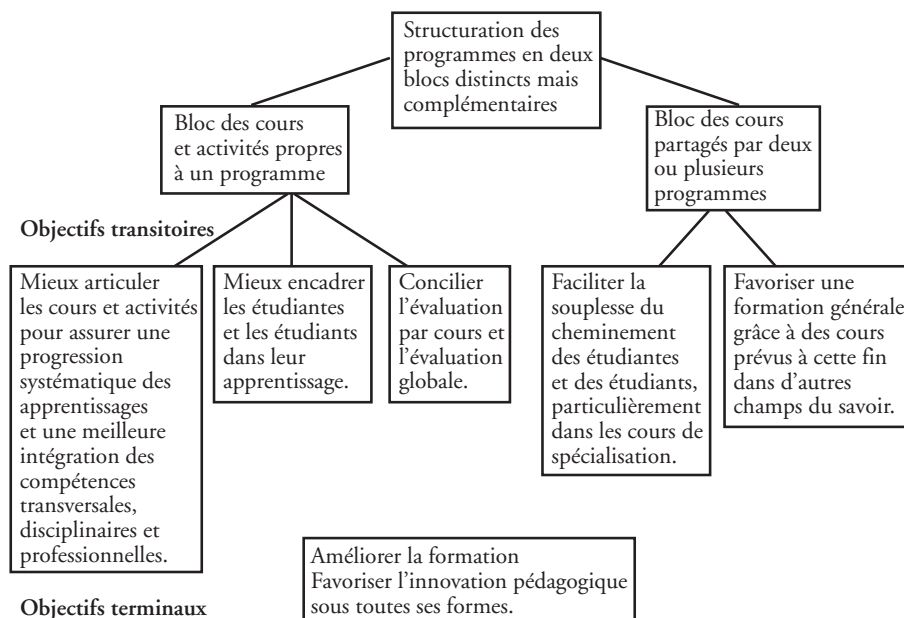 Structuration des
programmes en deux
blocs distincts mais
complémentaires
Bloc des cours
et activités propres
à un programme
Bloc des cours
partagés par deux
ou plusieurs
programmes
Objectifs transitoires
Mieux articuler
les cours et activités
pour assurer une
progression
systématique des
apprentissages
et une meilleure
intégration des
compétences
transversales,
disciplinaires et
professionnelles.
Mieux encadrer
les étudiantes
et les étudiants
dans leur
apprentissage.
Concilier
l’évaluation
par cours et
l’évaluation
globale.
Faciliter la
souplesse du
cheminement
des étudiantes
et des étudiants,
particulièrement
dans les cours de
spécialisation.
Favoriser une
formation générale
grâce à des cours
prévus à cette fin
dans d’autres
champs du savoir.
Objectifs terminaux
Améliorer la formation
Favoriser l’innovation pédagogique
sous toutes ses formes.